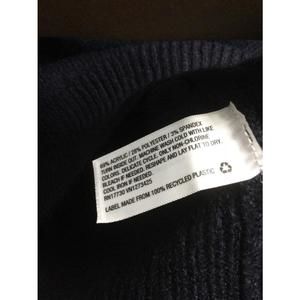 69% ACRYLIC / 28% POLYESTER / 3% SPANDEX
TURN INSIDE OUT. MACHINE WASH COLD WITH LIKE
COLORS. DELICATE CYCLE. ONLY NON-CHLORINE
BLEACH IF NEEDED. RESHAPE AND LAY FLAT TO DRY.
COOL IRON IF NEEDED.
RN17730 VN1273425
LABEL MADE FROM 100% RECYCLED PLASTIC